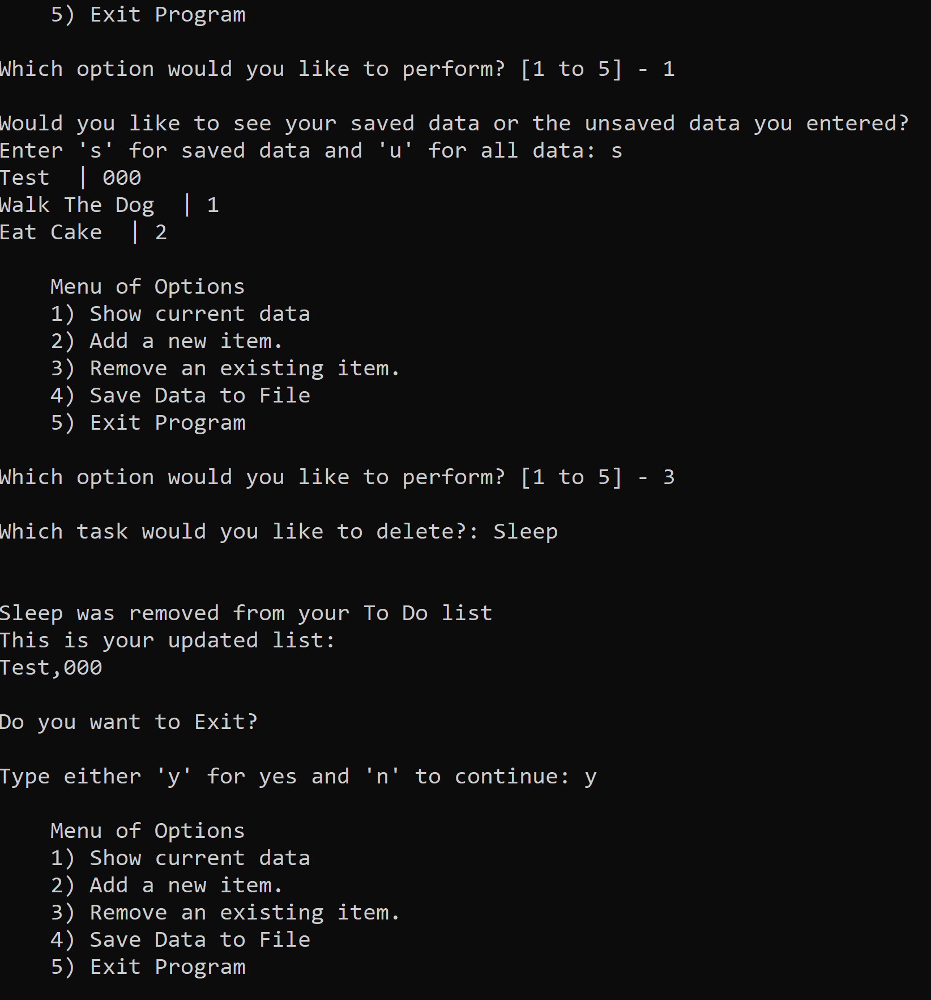 5) Exit Program
Which option would you like to perform? [1 to 5] - 1
Would you like to see your saved data or the unsaved data you entered?
Enter 's' for saved data and 'u' for all data: s
Test  | 000
Walk The Dog  | 1
Eat Cake  | 2
Menu of Options
1) Show current data
2) Add a new item.
3) Remove an existing item.
4) Save Data to File
5) Exit Program
Which option would you like to perform? [1 to 5] - 3
Which task would you like to delete?: Sleep
Sleep was removed from your To Do list
This is your updated list:
Test,000
Do you want to Exit?
Type either 'y' for yes and 'n' to continue: y
Menu of Options
1) Show current data
2) Add a new item.
3) Remove an existing item.
4) Save Data to File
5) Exit Program